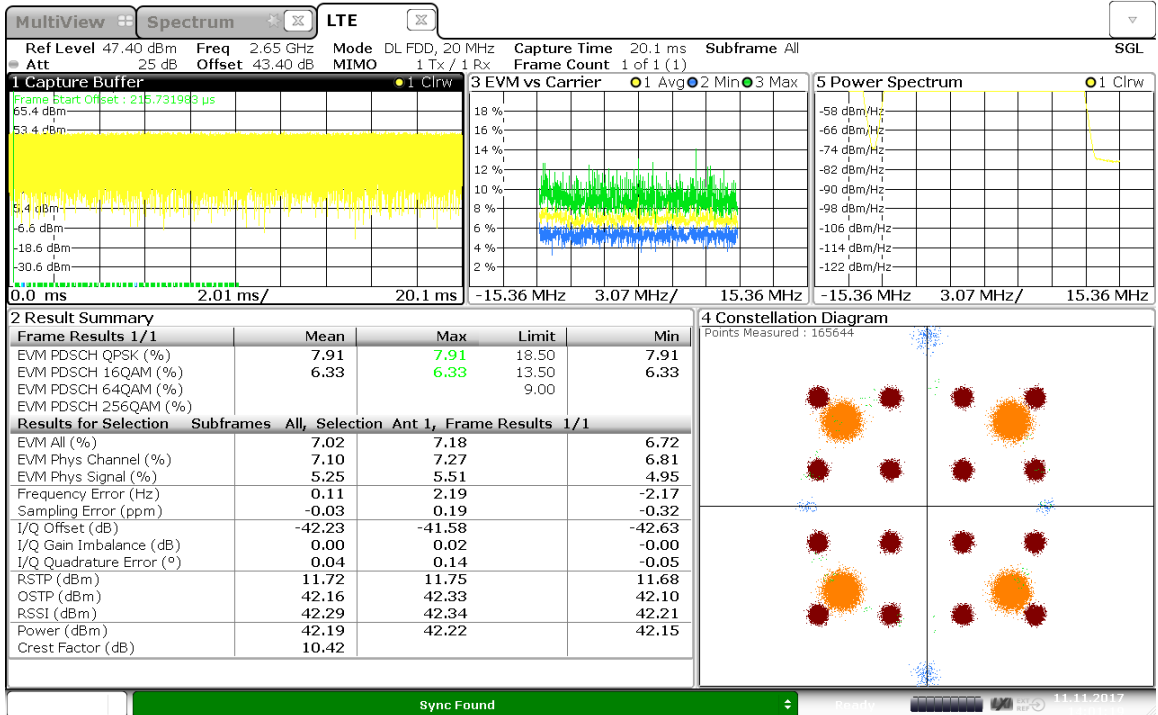 MultiView Spectrum LTE
Ref Level 47.40 dBm Freq 2.65 GHz Mode DL FDD, 20 MHz Capture Time 20.1 ms Subframe All SGL
Att 25 dB Offset 43.40 dB MIMO 1 Tx / 1 Rx Frame Count 1 of 1 (1)
1 Capture Buffer 1 Clrw
Frame Start Offset : 215.731983 µs
65.4 dBm
53.4 dBm
5.4 dBm
-6.6 dBm
-18.6 dBm
-30.6 dBm
0.0 ms 2.01 ms/ 20.1 ms
3 EVM vs Carrier 1 Avg 2 Min 3 Max
18 %
16 %
14 %
12 %
10 %
8 %
6 %
4 %
2 %
-15.36 MHz 3.07 MHz/ 15.36 MHz
5 Power Spectrum 1 Clrw
-58 dBm/Hz
-66 dBm/Hz
-74 dBm/Hz
-82 dBm/Hz
-90 dBm/Hz
-98 dBm/Hz
-106 dBm/Hz
-114 dBm/Hz
-122 dBm/Hz
-15.36 MHz 3.07 MHz/ 15.36 MHz
2 Result Summary
Frame Results 1/1 Mean Max Limit Min
EVM PDSCH QPSK (%) 7.91 7.91 18.50 7.91
EVM PDSCH 16QAM (%) 6.33 6.33 13.50 6.33
EVM PDSCH 64QAM (%) 9.00
EVM PDSCH 256QAM (%)
Results for Selection Subframes All, Selection Ant 1, Frame Results 1/1
EVM All (%) 7.02 7.18 6.72
EVM Phys Channel (%) 7.10 7.27 6.81
EVM Phys Signal (%) 5.25 5.51 4.95
Frequency Error (Hz) 0.11 2.19 -2.17
Sampling Error (ppm) -0.03 0.19 -0.32
I/Q Offset (dB) -42.23 -41.58 -42.63
I/Q Gain Imbalance (dB) 0.00 0.02 -0.00
I/Q Quadrature Error (º) 0.04 0.14 -0.05
RSTP (dBm) 11.72 11.75 11.68
OSTP (dBm) 42.16 42.33 42.10
RSSI (dBm) 42.29 42.34 42.21
Power (dBm) 42.19 42.22 42.15
Crest Factor (dB) 10.42
4 Constellation Diagram
Points Measured : 165644
Sync Found
Ready
LXI EXT REF
11.11.2017